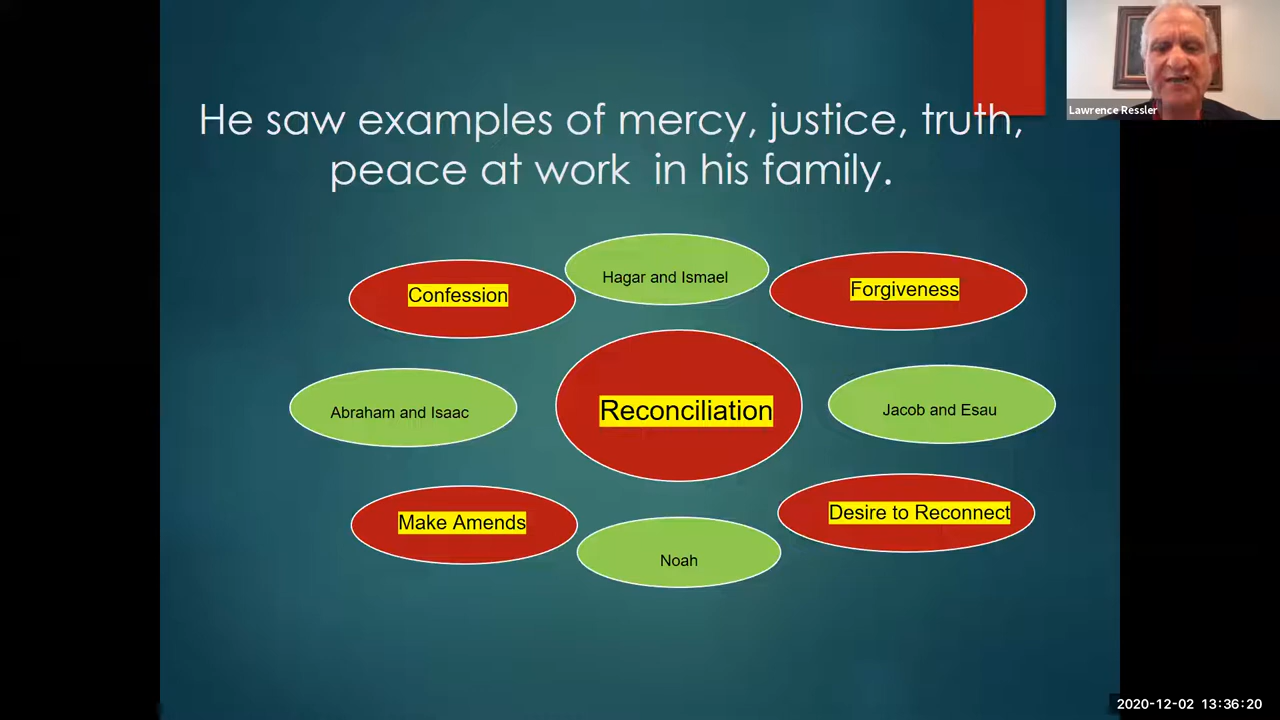 He saw examples of mercy, justice, truth,
peace at work in his family.
Lawrence Ressler
Hagar and Ismael
Confession
Forgiveness
Abraham and Isaac
Reconciliation
Jacob and Esau
Make Amends
Desire to Reconnect
Noah
2020-12-02 13:36:20